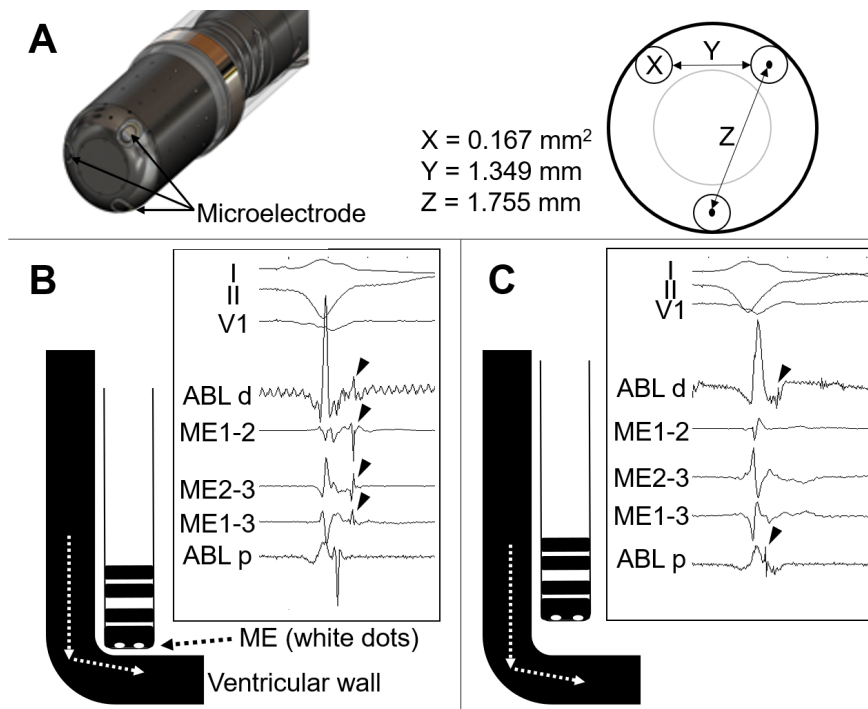 A
Microelectrode
X = 0.167 mm²
Y = 1.349 mm
Z = 1.755 mm
X
Y
Z
B
I
II
V1
ABL d
ME1-2
ME2-3
ME1-3
ABL p
ME (white dots)
Ventricular wall
C
I
II
V1
ABL d
ME1-2
ME2-3
ME1-3
ABL p